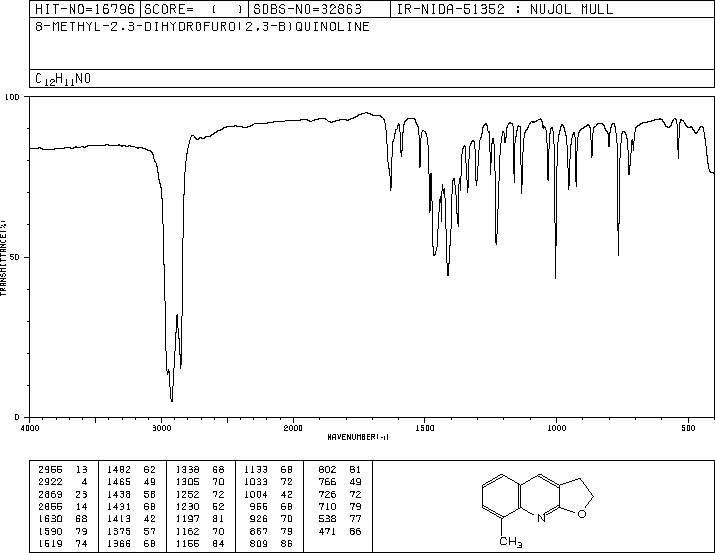 HIT-NO=16796 SCORE= ( ) SDBS-NO=32863 IR-NIDA-51352 : NUJOL MULL
8-METHYL-2,3-DIHYDROFURO(2,3-B)QUINOLINE
C12H11NO
100
50
0
TRANSMITTANCE(%)
4000 3000 2000 1500 1000 500
WAVENUMBER(-1)
2955 13 1482 62 1338 68 1133 68 802 81
2922 4 1465 49 1305 70 1033 72 766 49
2869 23 1438 58 1252 72 1004 42 726 72
2855 14 1431 68 1230 52 955 68 710 79
1630 68 1413 42 1197 81 926 70 538 77
1590 79 1375 57 1162 70 867 79 471 86
1519 74 1366 68 1155 84 809 86
N
O
CH3